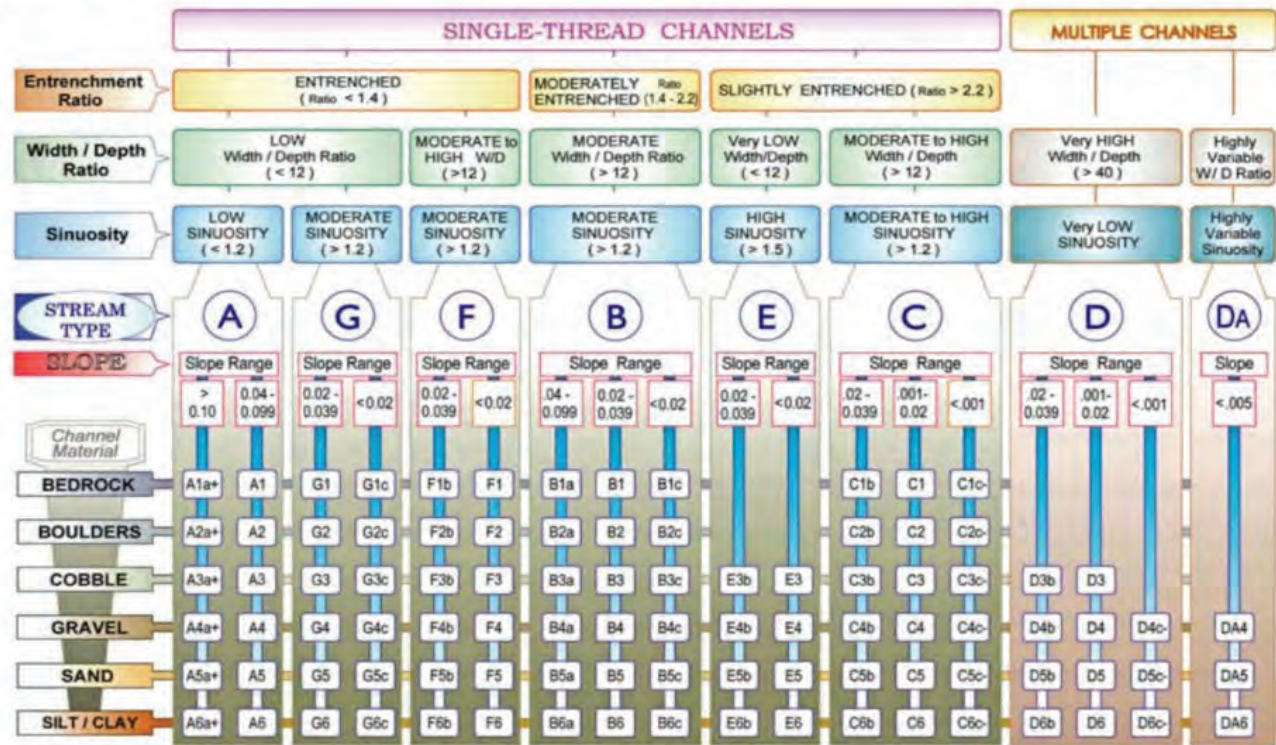 SINGLE-THREAD CHANNELS
MULTIPLE CHANNELS
Entrenchment
Ratio
ENTRENCHED
( Ratio < 1.4 )
MODERATELY Ratio
ENTRENCHED (1.4 - 2.2)
SLIGHTLY ENTRENCHED ( Ratio > 2.2 )
Width / Depth
Ratio
LOW
Width / Depth Ratio
( < 12 )
MODERATE to
HIGH W/D
( >12 )
MODERATE
Width / Depth Ratio
( > 12 )
Very LOW
Width/Depth
( < 12 )
MODERATE to HIGH
Width / Depth
( > 12 )
Very HIGH
Width / Depth
( > 40 )
Highly
Variable
W/ D Ratio
Sinuosity
LOW
SINUOSITY
( < 1.2 )
MODERATE
SINUOSITY
( > 1.2 )
MODERATE
SINUOSITY
( > 1.2 )
MODERATE
SINUOSITY
( > 1.2 )
HIGH
SINUOSITY
( > 1.5 )
MODERATE to HIGH
SINUOSITY
( > 1.2 )
Very LOW
SINUOSITY
Highly
Variable
Sinuosity
STREAM
TYPE
A G F B E C D DA
SLOPE
Slope Range Slope Range Slope Range Slope Range Slope Range Slope Range Slope Range Slope
>
0.10
0.04 -
0.099
0.02 -
0.039
<0.02
0.02 -
0.039
<0.02
.04 -
0.099
0.02 -
0.039
<0.02
0.02 -
0.039
<0.02
.02 -
0.039
.001-
0.02
<.001
.02 -
0.039
.001-
0.02
<.001
<.005
Channel
Material
BEDROCK A1a+ A1 G1 G1c F1b F1 B1a B1 B1c C1b C1 C1c-
BOULDERS A2a+ A2 G2 G2c F2b F2 B2a B2 B2c C2b C2 C2c-
COBBLE A3a+ A3 G3 G3c F3b F3 B3a B3 B3c E3b E3 C3b C3 C3c- D3b D3
GRAVEL A4a+ A4 G4 G4c F4b F4 B4a B4 B4c E4b E4 C4b C4 C4c- D4b D4 D4c- DA4
SAND A5a+ A5 G5 G5c F5b F5 B5a B5 B5c E5b E5 C5b C5 C5c- D5b D5 D5c- DA5
SILT / CLAY A6a+ A6 G6 G6c F6b F6 B6a B6 B6c E6b E6 C6b C6 C6c- D6b D6 D6c- DA6